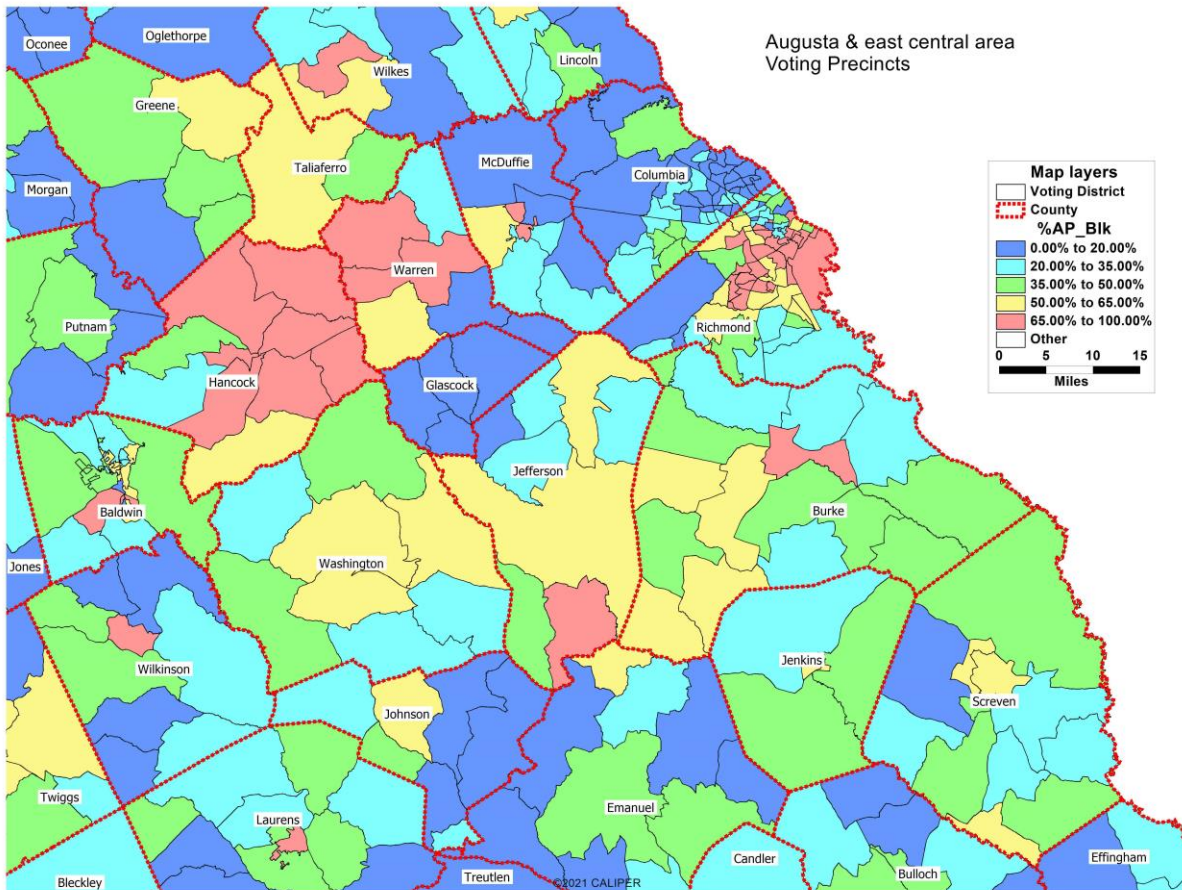 Augusta & east central area
Voting Precincts
Map layers
Voting District
County
%AP_Blk
0.00% to 20.00%
20.00% to 35.00%
35.00% to 50.00%
50.00% to 65.00%
65.00% to 100.00%
Other
0 5 10 15
Miles
Oconee
Oglethorpe
Wilkes
Lincoln
Greene
Taliaferro
McDuffie
Columbia
Morgan
Warren
Putnam
Richmond
Hancock
Glascock
Jefferson
Baldwin
Burke
Jones
Washington
Wilkinson
Jenkins
Screven
Johnson
Twiggs
Laurens
Emanuel
Bleckley
Treutlen
Candler
Bulloch
Effingham
©2021 CALIPER